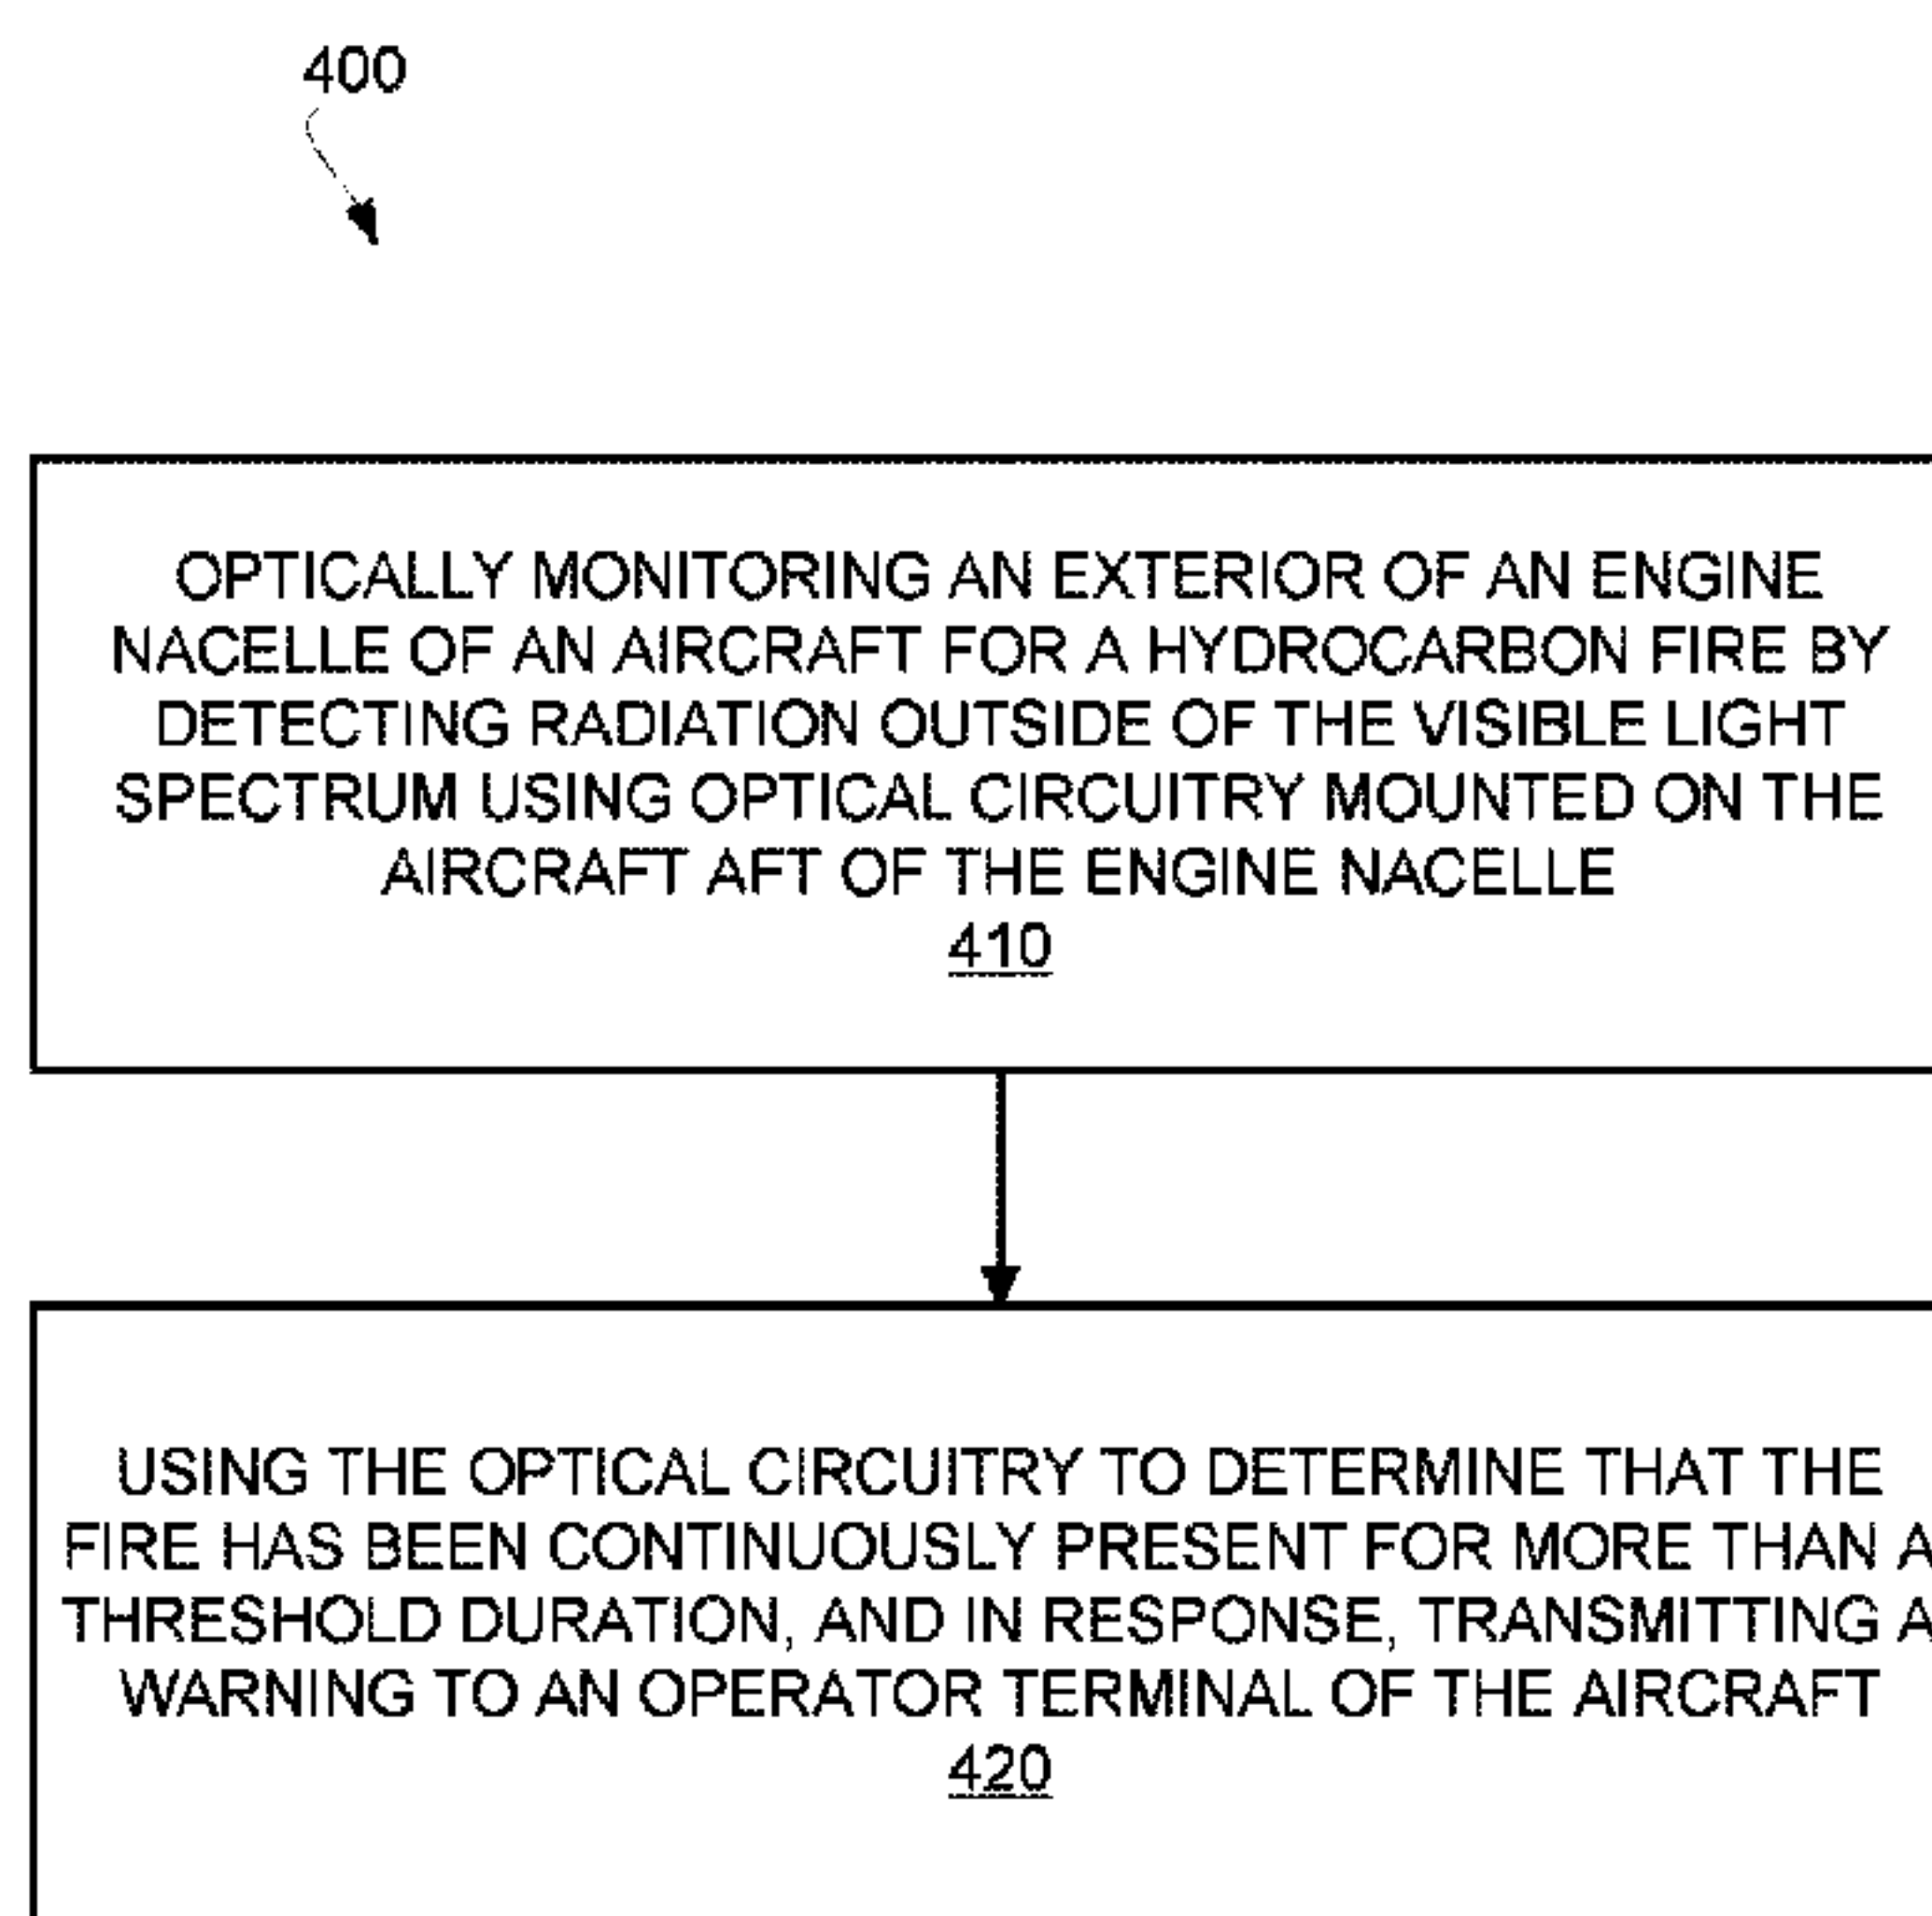 400
OPTICALLY MONITORING AN EXTERIOR OF AN ENGINE
NACELLE OF AN AIRCRAFT FOR A HYDROCARBON FIRE BY
DETECTING RADIATION OUTSIDE OF THE VISIBLE LIGHT
SPECTRUM USING OPTICAL CIRCUITRY MOUNTED ON THE
AIRCRAFT AFT OF THE ENGINE NACELLE
410
USING THE OPTICAL CIRCUITRY TO DETERMINE THAT THE
FIRE HAS BEEN CONTINUOUSLY PRESENT FOR MORE THAN A
THRESHOLD DURATION, AND IN RESPONSE, TRANSMITTING A
WARNING TO AN OPERATOR TERMINAL OF THE AIRCRAFT
420